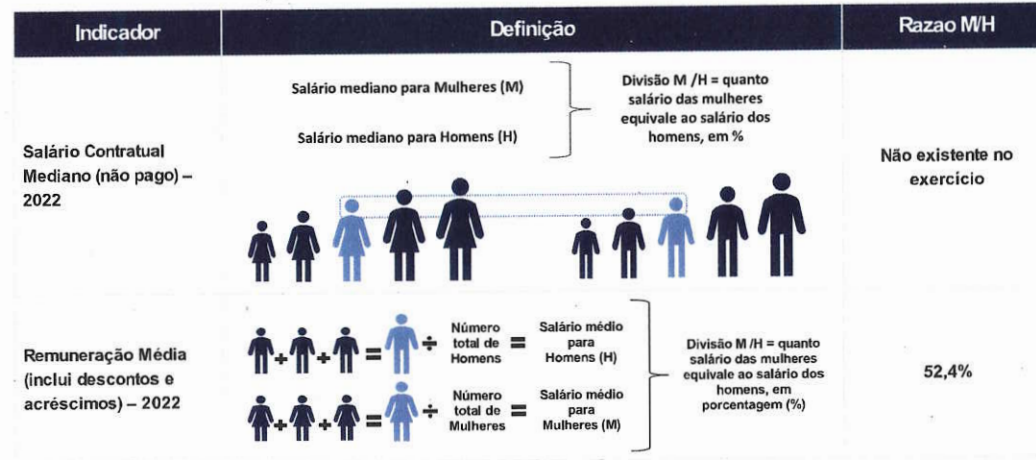 Indicador
Definição
Razao M/H
Salário Contratual
Mediano (não pago) –
2022
Salário mediano para Mulheres (M)
Salário mediano para Homens (H)
Divisão M /H = quanto
salário das mulheres
equivale ao salário dos
homens, em %
Não existente no
exercício
Remuneração Média
(inclui descontos e
acréscimos) – 2022
+ + = ÷
Número
total de
Homens
=
Salário médio
para
Homens (H)
+ + = ÷
Número
total de
Mulheres
=
Salário médio
para
Mulheres (M)
Divisão M /H = quanto
salário das mulheres
equivale ao salário dos
homens, em
porcentagem (%)
52,4%